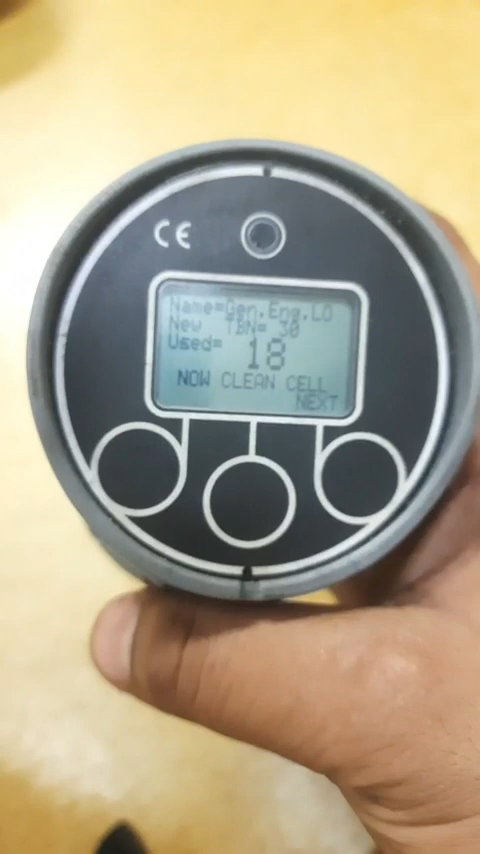 CE
Name=Gen.Eng.LO
New TBN= 30
Used= 18
NOW CLEAN CELL
NEXT